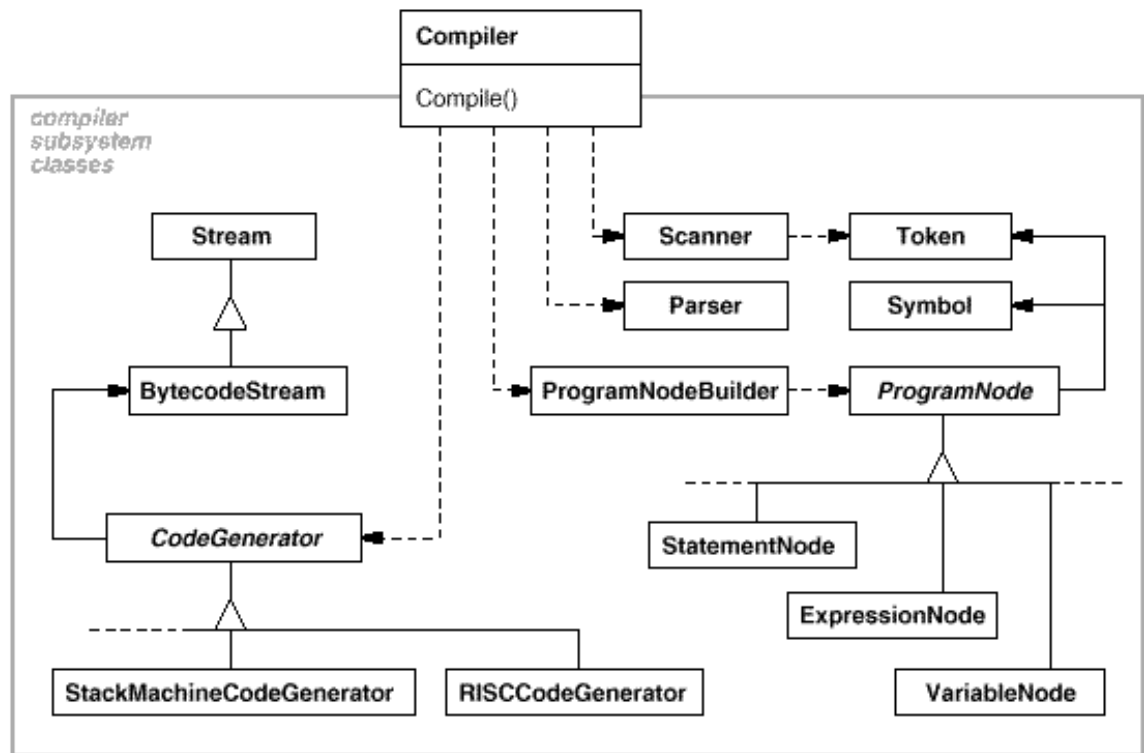 Compiler
Compile()
compiler
subsystem
classes
Stream
Scanner
Token
Parser
Symbol
BytecodeStream
ProgramNodeBuilder
ProgramNode
CodeGenerator
StatementNode
ExpressionNode
StackMachineCodeGenerator
RISCCodeGenerator
VariableNode